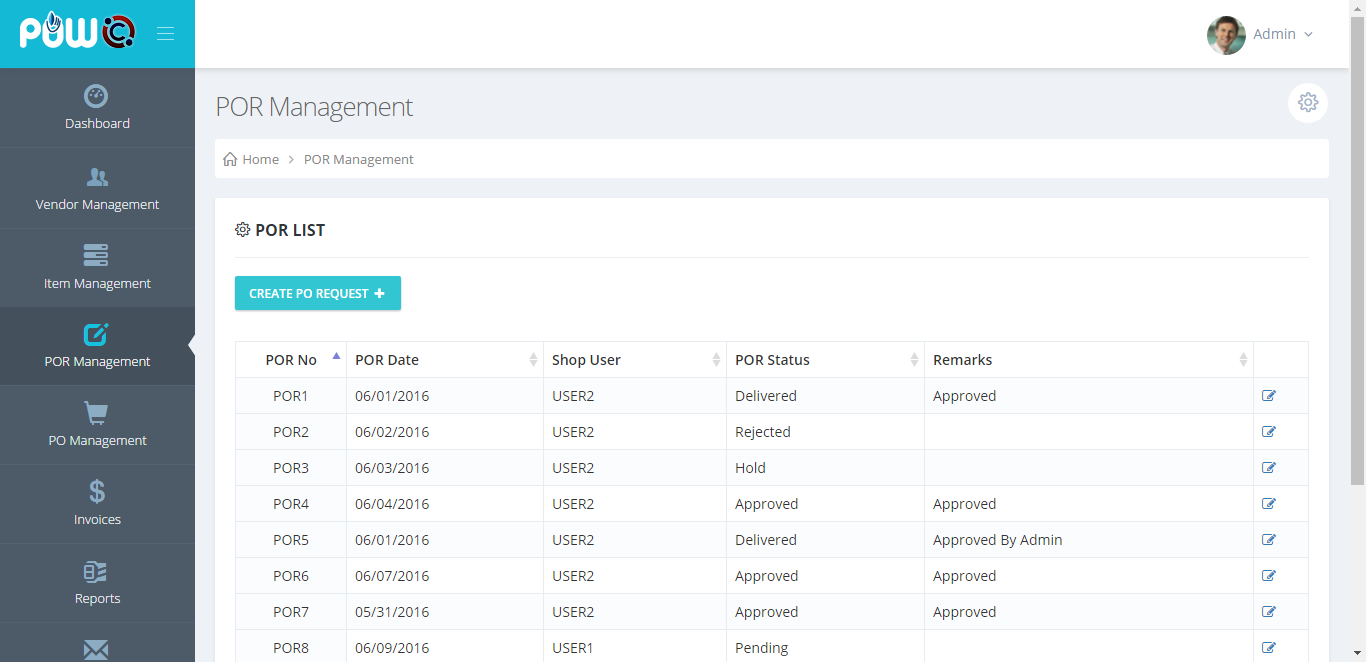 POW
Admin
Dashboard
Vendor Management
Item Management
POR Management
PO Management
Invoices
Reports
POR Management
Home > POR Management
POR LIST
CREATE PO REQUEST +
POR No POR Date Shop User POR Status Remarks
POR1 06/01/2016 USER2 Delivered Approved
POR2 06/02/2016 USER2 Rejected
POR3 06/03/2016 USER2 Hold
POR4 06/04/2016 USER2 Approved Approved
POR5 06/01/2016 USER2 Delivered Approved By Admin
POR6 06/07/2016 USER2 Approved Approved
POR7 05/31/2016 USER2 Approved Approved
POR8 06/09/2016 USER1 Pending